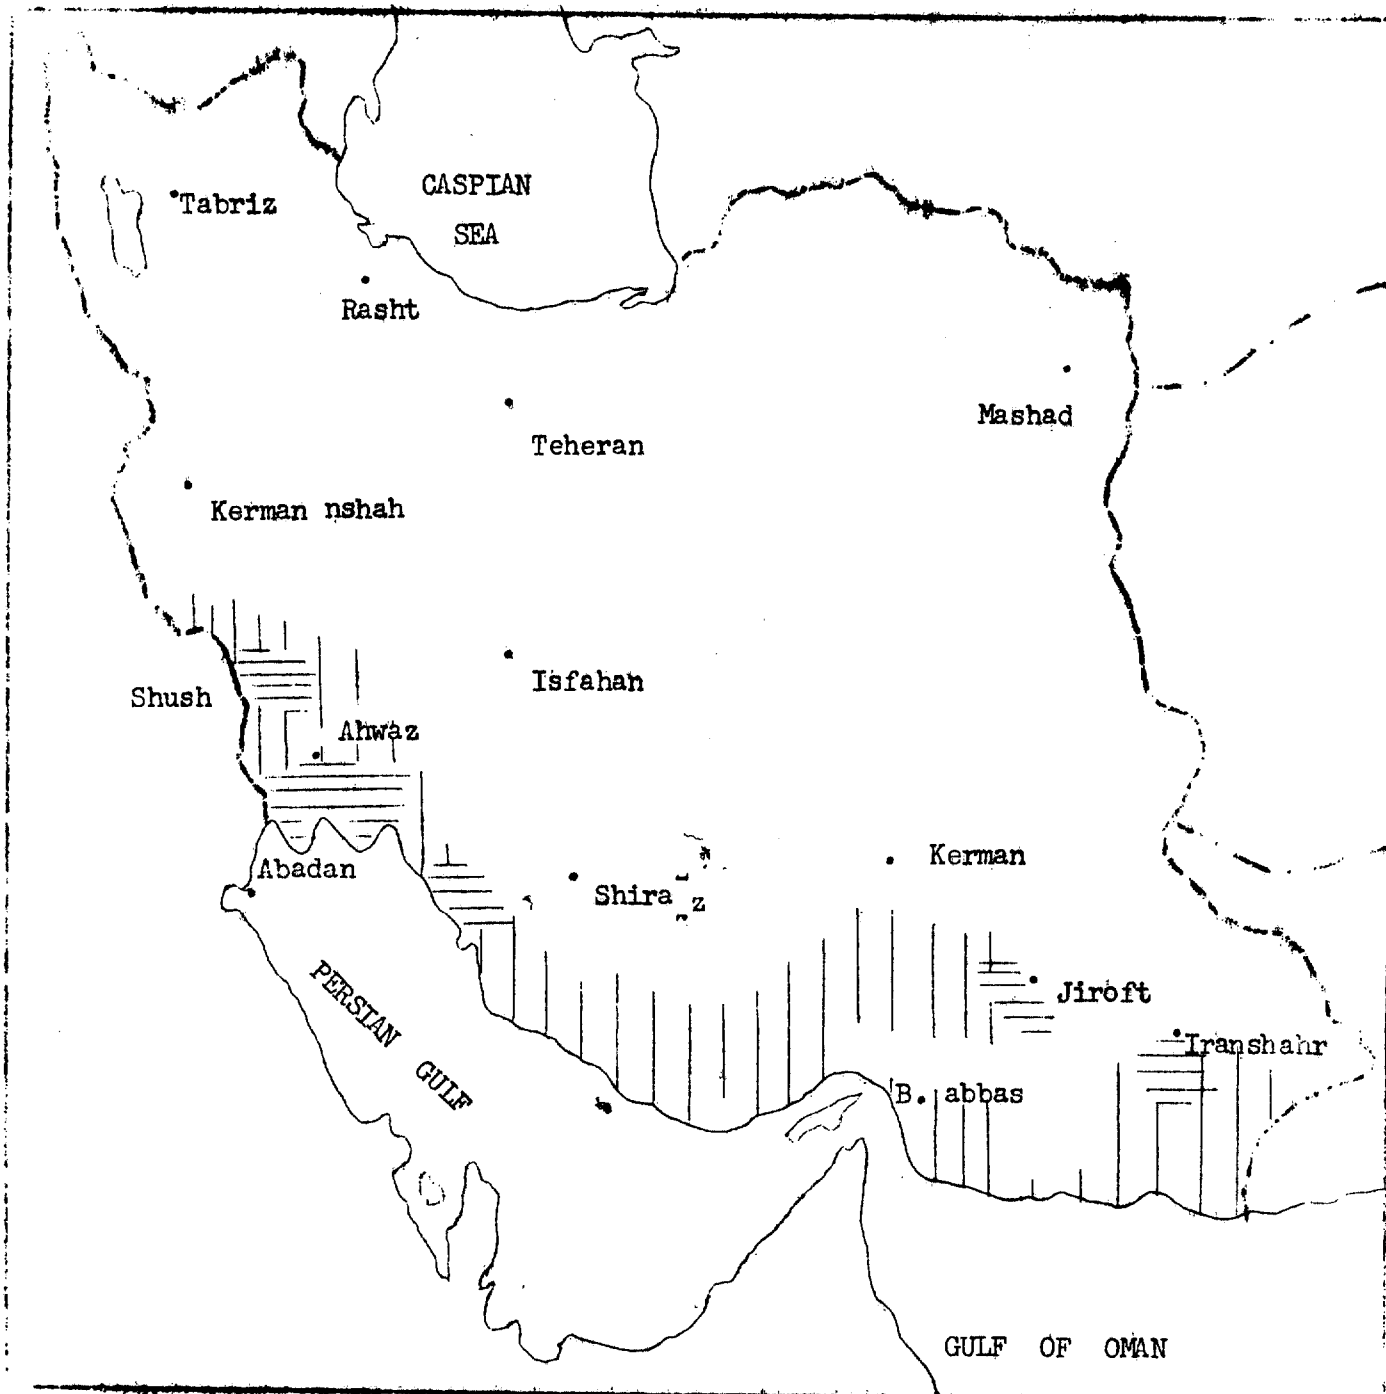 CASPIAN
SEA
Tabriz
Rasht
Mashad
Teheran
Kerman nshah
Isfahan
Shush
Ahwaz
Kerman
Abadan
Shira z
PERSIAN GULF
Jiroft
Iranshahr
B. abbas
GULF OF OMAN